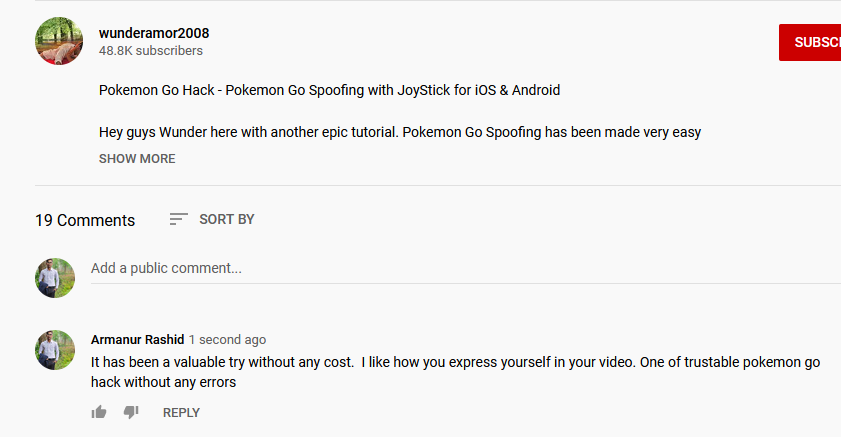 wunderamor2008
48.8K subscribers
SUBSC
Pokemon Go Hack - Pokemon Go Spoofing with JoyStick for iOS & Android
Hey guys Wunder here with another epic tutorial. Pokemon Go Spoofing has been made very easy
SHOW MORE
19 Comments
SORT BY
Add a public comment...
Armanur Rashid 1 second ago
It has been a valuable try without any cost.  I like how you express yourself in your video. One of trustable pokemon go
hack without any errors
REPLY